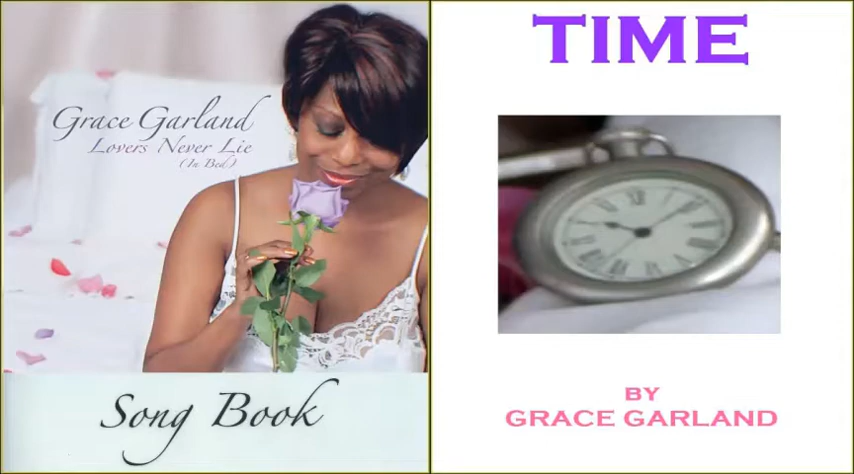 Grace Garland
Lovers Never Lie
(In Bed)
Song Book
TIME
BY
GRACE GARLAND